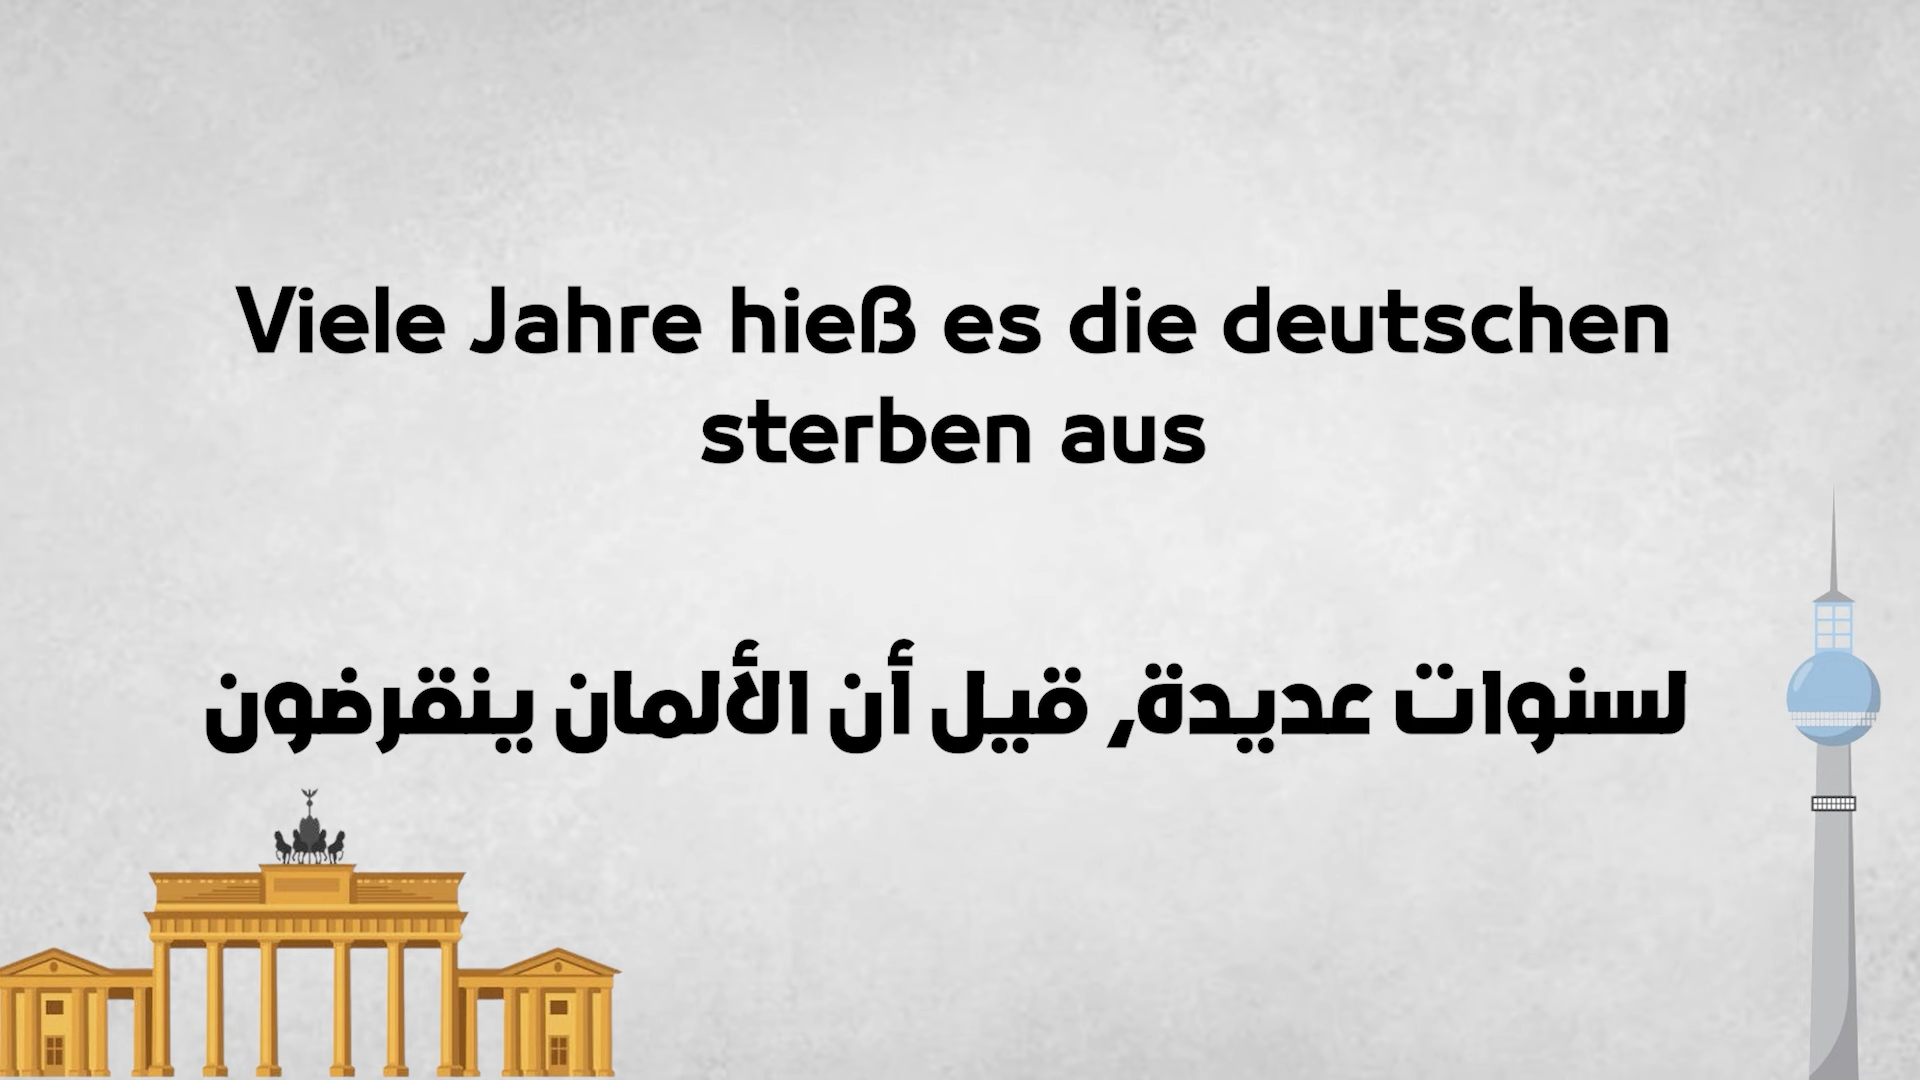 Viele Jahre hieß es die deutschen
sterben aus
لسنوات عديدة, قيل أن الألمان ينقرضون